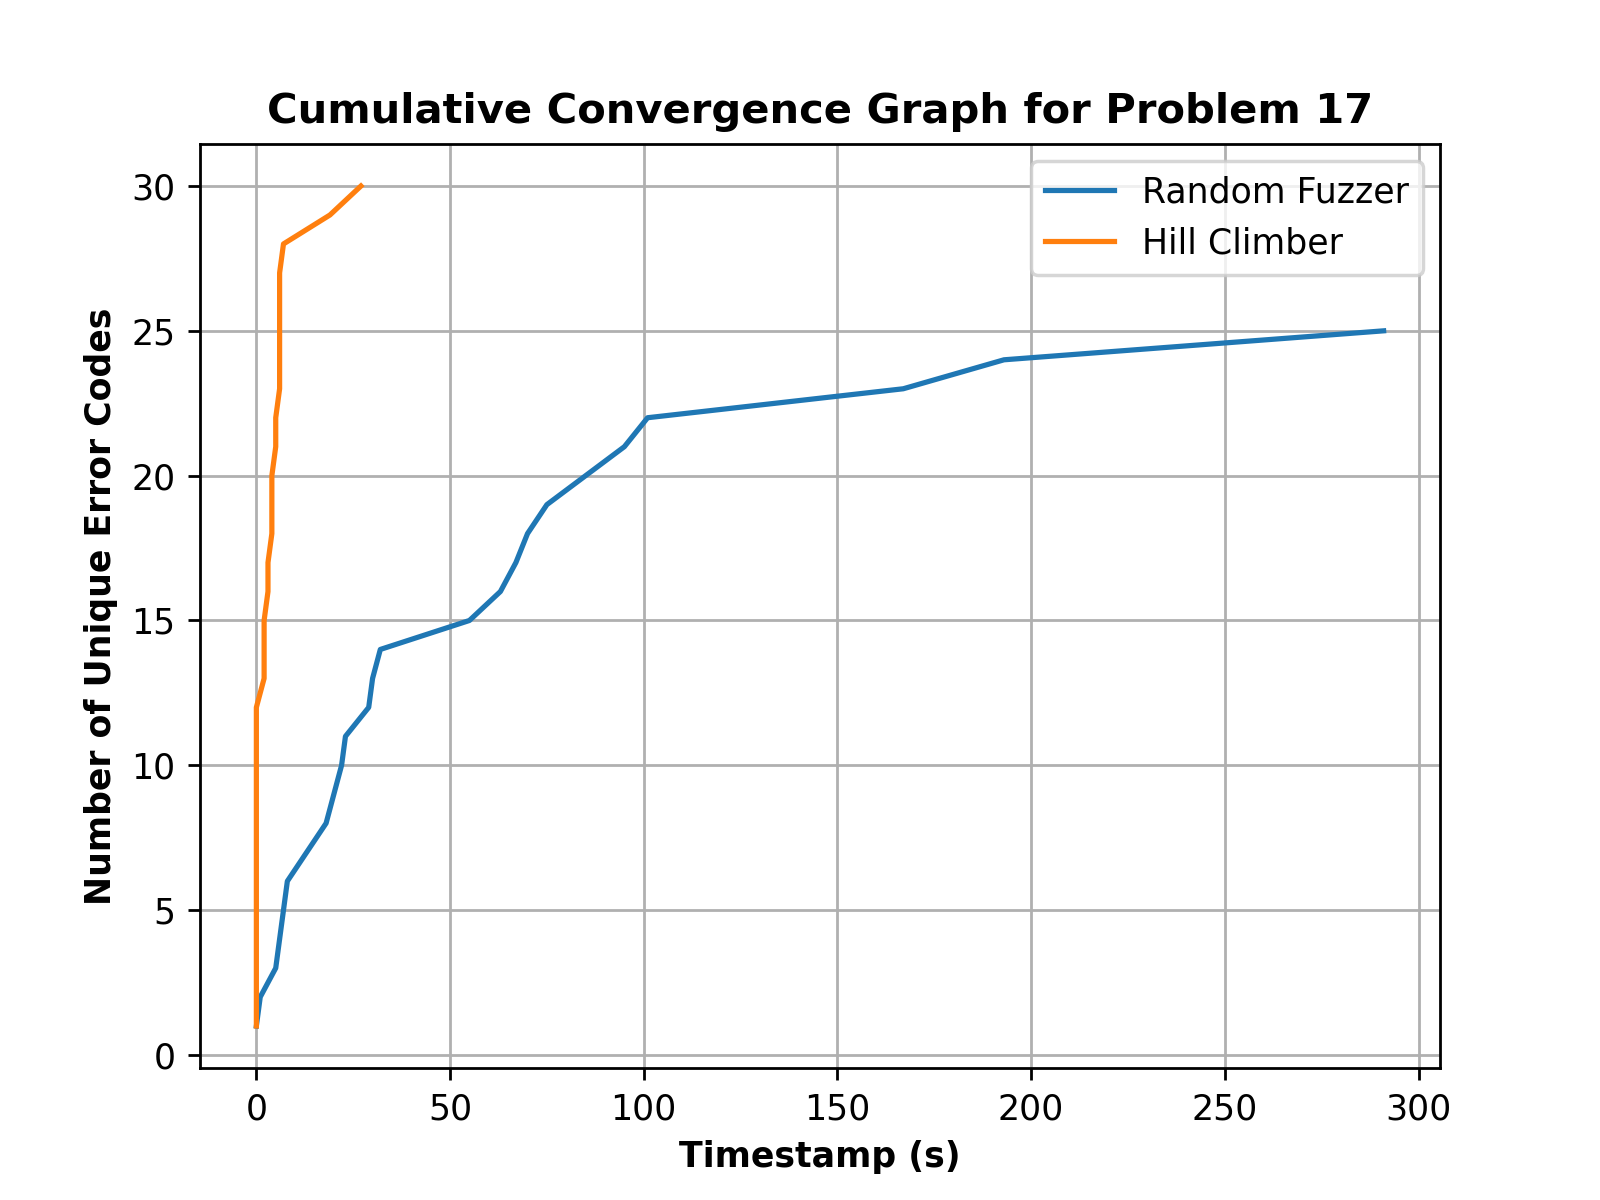 Cumulative Convergence Graph for Problem 17
Random Fuzzer
Hill Climber
Number of Unique Error Codes
30
25
20
15
10
5
0
0 50 100 150 200 250 300
Timestamp (s)